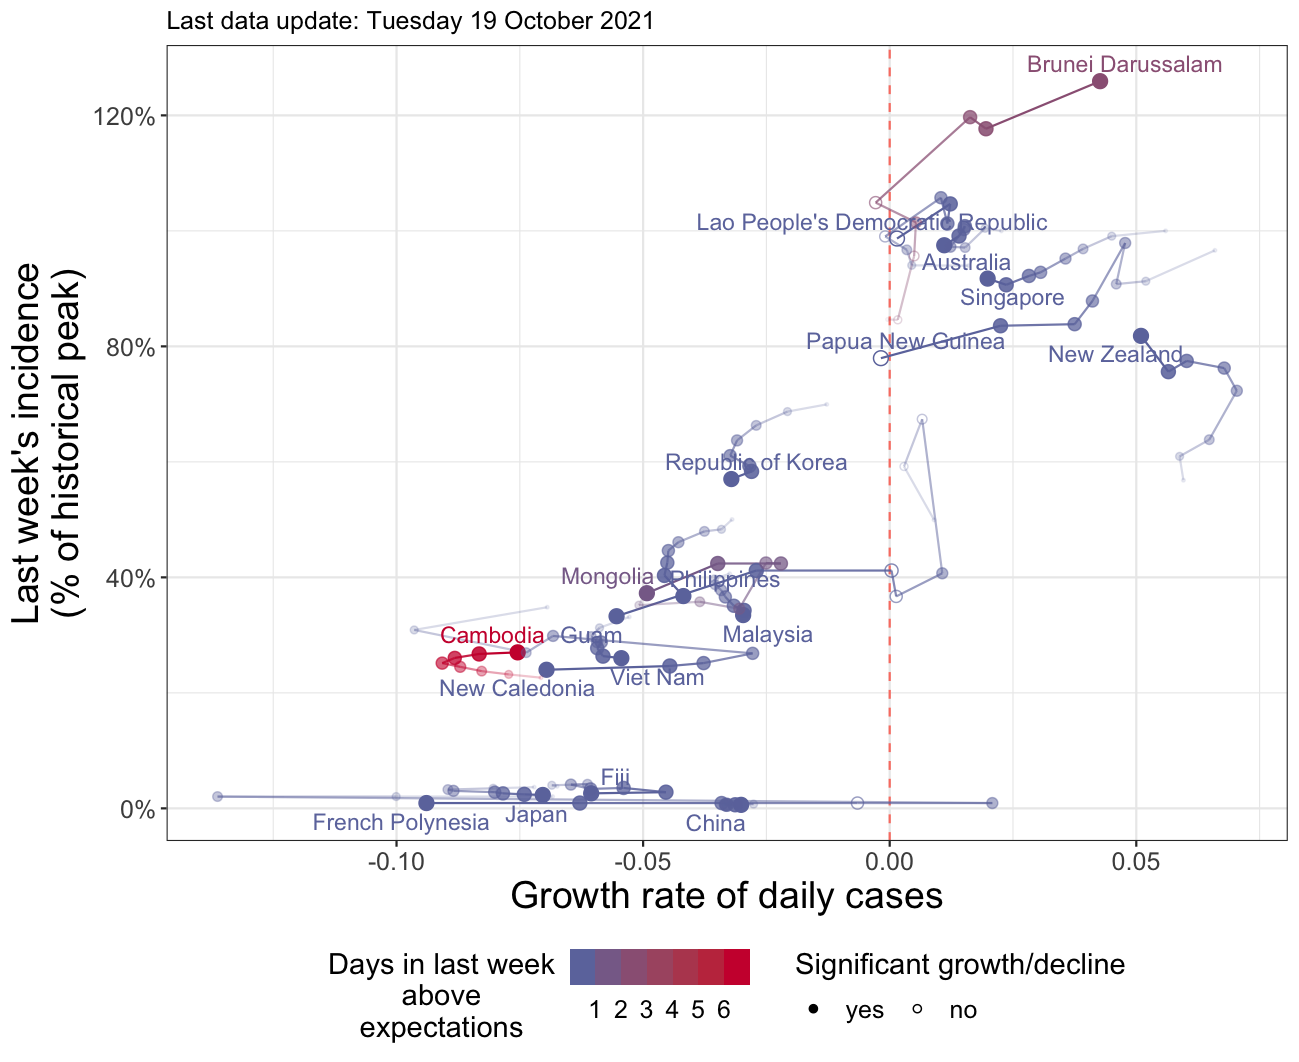 Last data update: Tuesday 19 October 2021
Brunei Darussalam
120%
Lao People's Democratic Republic
Australia
Singapore
Papua New Guinea
80%
New Zealand
Republic of Korea
Last week's incidence
(% of historical peak)
Mongolia
Philippines
40%
Cambodia
Guam
Malaysia
Viet Nam
New Caledonia
Fiji
0%
Japan
French Polynesia
China
-0.10
-0.05
0.00
0.05
Growth rate of daily cases
Days in last week
above
expectations
1 2 3 4 5 6
Significant growth/decline
yes
no